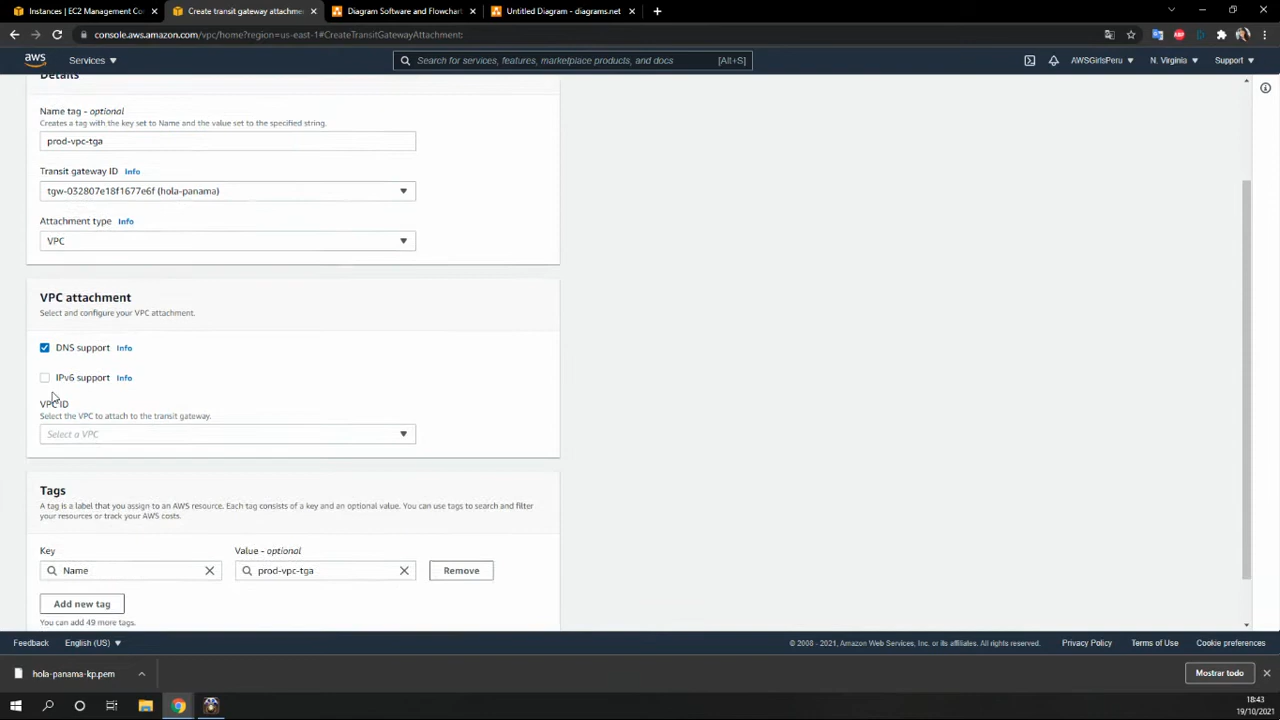 Instances | EC2 Management Co
Create transit gateway attachme
Diagram Software and Flowchart
Untitled Diagram - diagrams.net
console.aws.amazon.com/vpc/home?region=us-east-1#CreateTransitGatewayAttachment:
aws
Services
Search for services, features, marketplace products, and docs
[Alt+S]
AWSGirlsPeru
N. Virginia
Support
Details
Name tag - optional
Creates a tag with the key set to Name and the value set to the specified string.
prod-vpc-tga
Transit gateway ID Info
tgw-032807e18f1677e6f (hola-panama)
Attachment type Info
VPC
VPC attachment
Select and configure your VPC attachment.
DNS support Info
IPv6 support Info
VPC ID
Select the VPC to attach to the transit gateway.
Select a VPC
Tags
A tag is a label that you assign to an AWS resource. Each tag consists of a key and an optional value. You can use tags to search and filter
your resources or track your AWS costs.
Key
Value - optional
Name
prod-vpc-tga
Remove
Add new tag
You can add 49 more tags.
Feedback
English (US)
© 2008 - 2021, Amazon Web Services, Inc. or its affiliates. All rights reserved.
Privacy Policy
Terms of Use
Cookie preferences
hola-panama-kp.pem
Mostrar todo
18:43
19/10/2021